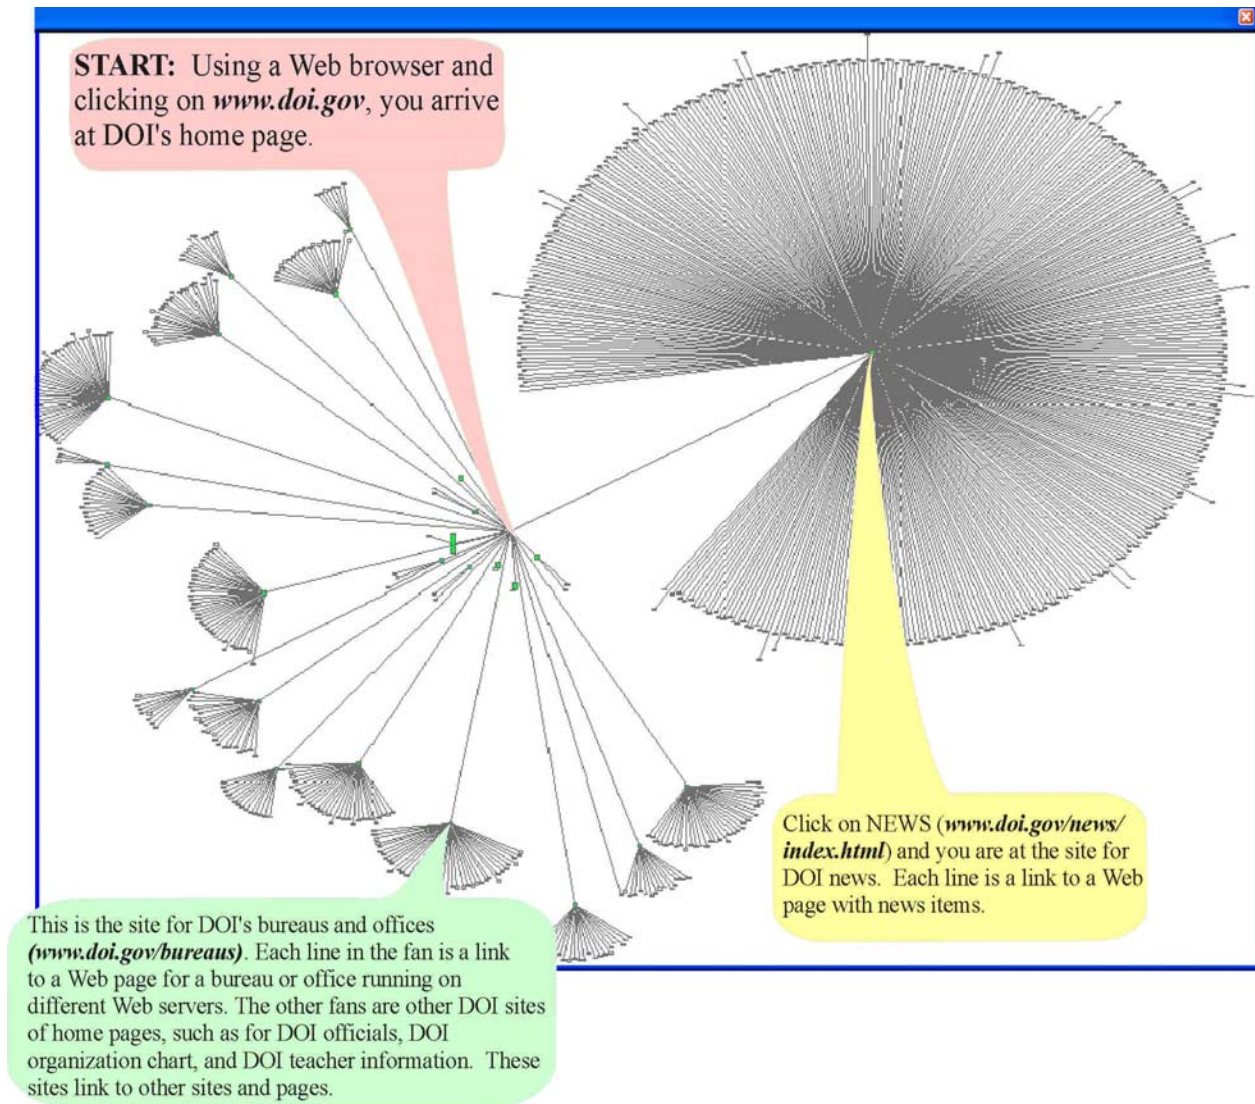 START: Using a Web browser and
clicking on www.doi.gov, you arrive
at DOI's home page.
Click on NEWS (www.doi.gov/news/
index.html) and you are at the site for
DOI news. Each line is a link to a Web
page with news items.
This is the site for DOI's bureaus and offices
(www.doi.gov/bureaus). Each line in the fan is a link
to a Web page for a bureau or office running on
different Web servers. The other fans are other DOI sites
of home pages, such as for DOI officials, DOI
organization chart, and DOI teacher information. These
sites link to other sites and pages.